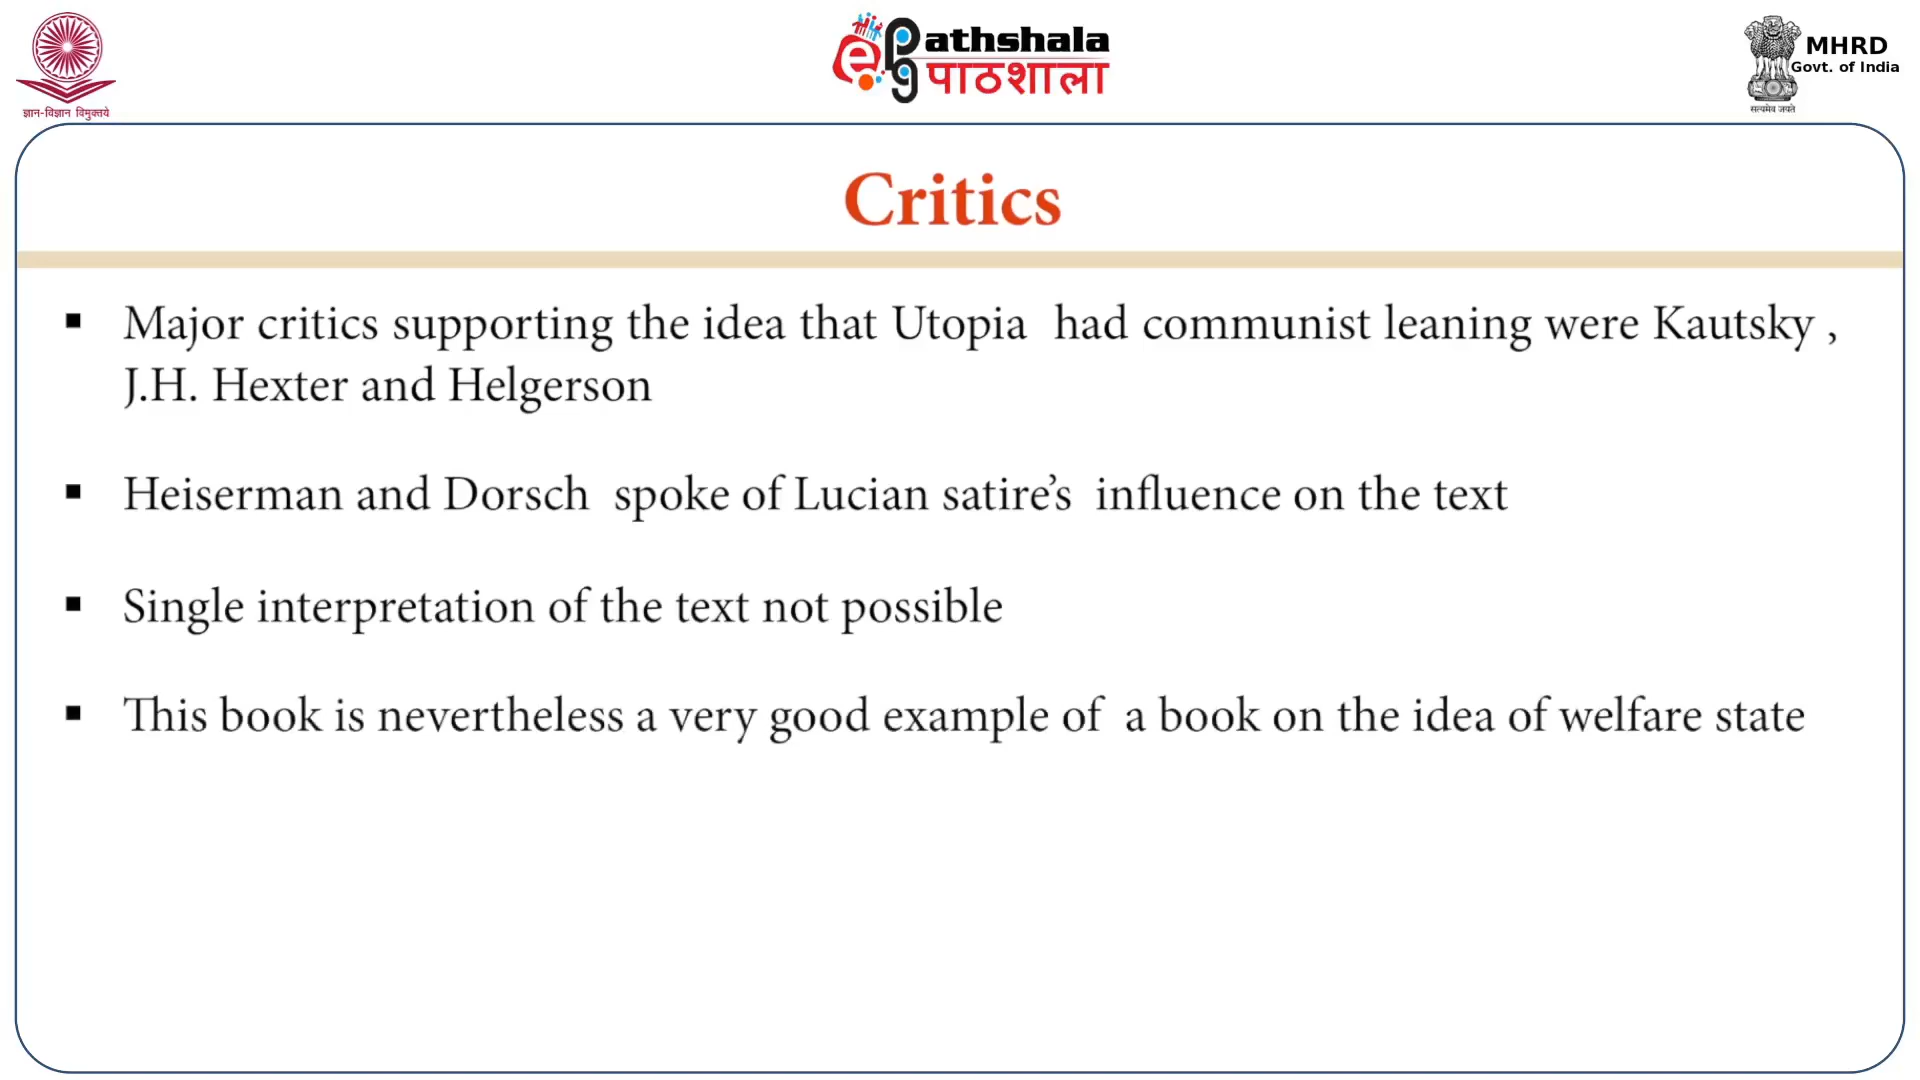 ज्ञान-विज्ञान विमुक्तये
e
PG
athshala
पाठशाला
MHRD
Govt. of India
सत्यमेव जयते
Critics
▪ Major critics supporting the idea that Utopia had communist leaning were Kautsky ,
J.H. Hexter and Helgerson
▪ Heiserman and Dorsch spoke of Lucian satire’s influence on the text
▪ Single interpretation of the text not possible
▪ This book is nevertheless a very good example of a book on the idea of welfare state